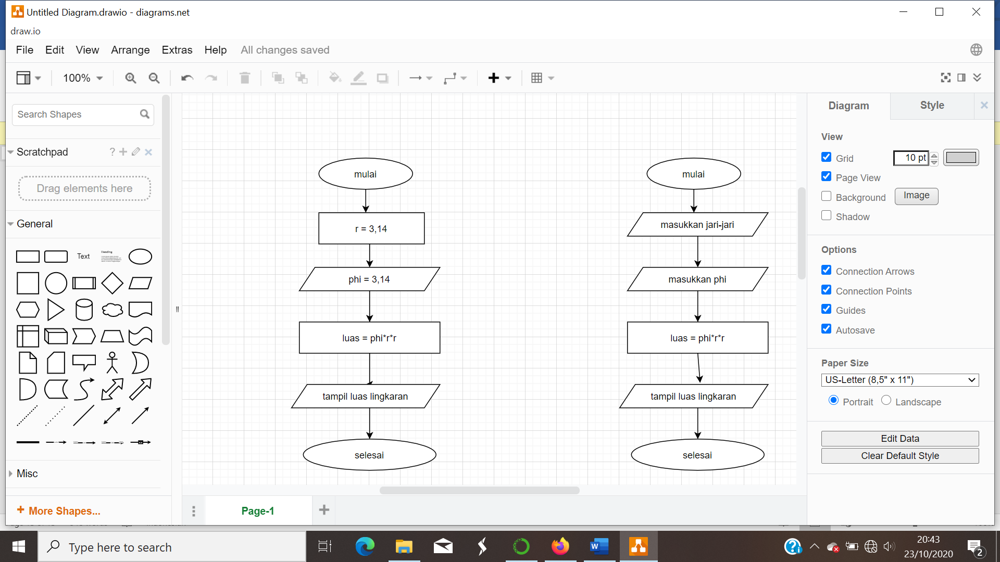 Untitled Diagram.drawio - diagrams.net
draw.io
File Edit View Arrange Extras Help All changes saved
100%
Search Shapes
Scratchpad
?
Drag elements here
General
Text
Heading
Misc
+ More Shapes...
mulai
r = 3,14
phi = 3,14
luas = phi*r*r
tampil luas lingkaran
selesai
mulai
masukkan jari-jari
masukkan phi
luas = phi*r*r
tampil luas lingkaran
selesai
Page-1
Diagram Style
View
Grid 10 pt
Page View
Background Image
Shadow
Options
Connection Arrows
Connection Points
Guides
Autosave
Paper Size
US-Letter (8,5" x 11")
Portrait Landscape
Edit Data
Clear Default Style
Type here to search
20:43
23/10/2020
2